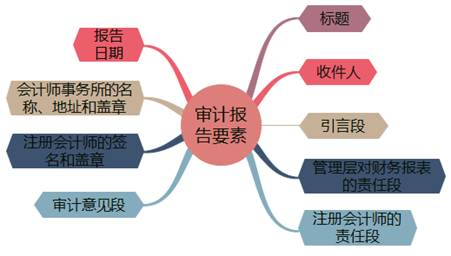 标题
收件人
引言段
管理层对财务报表
的责任段
注册会计师的
责任段
审计意见段
注册会计师的签
名和盖章
会计师事务所的名
称、地址和盖章
报告
日期
审计报
告要素